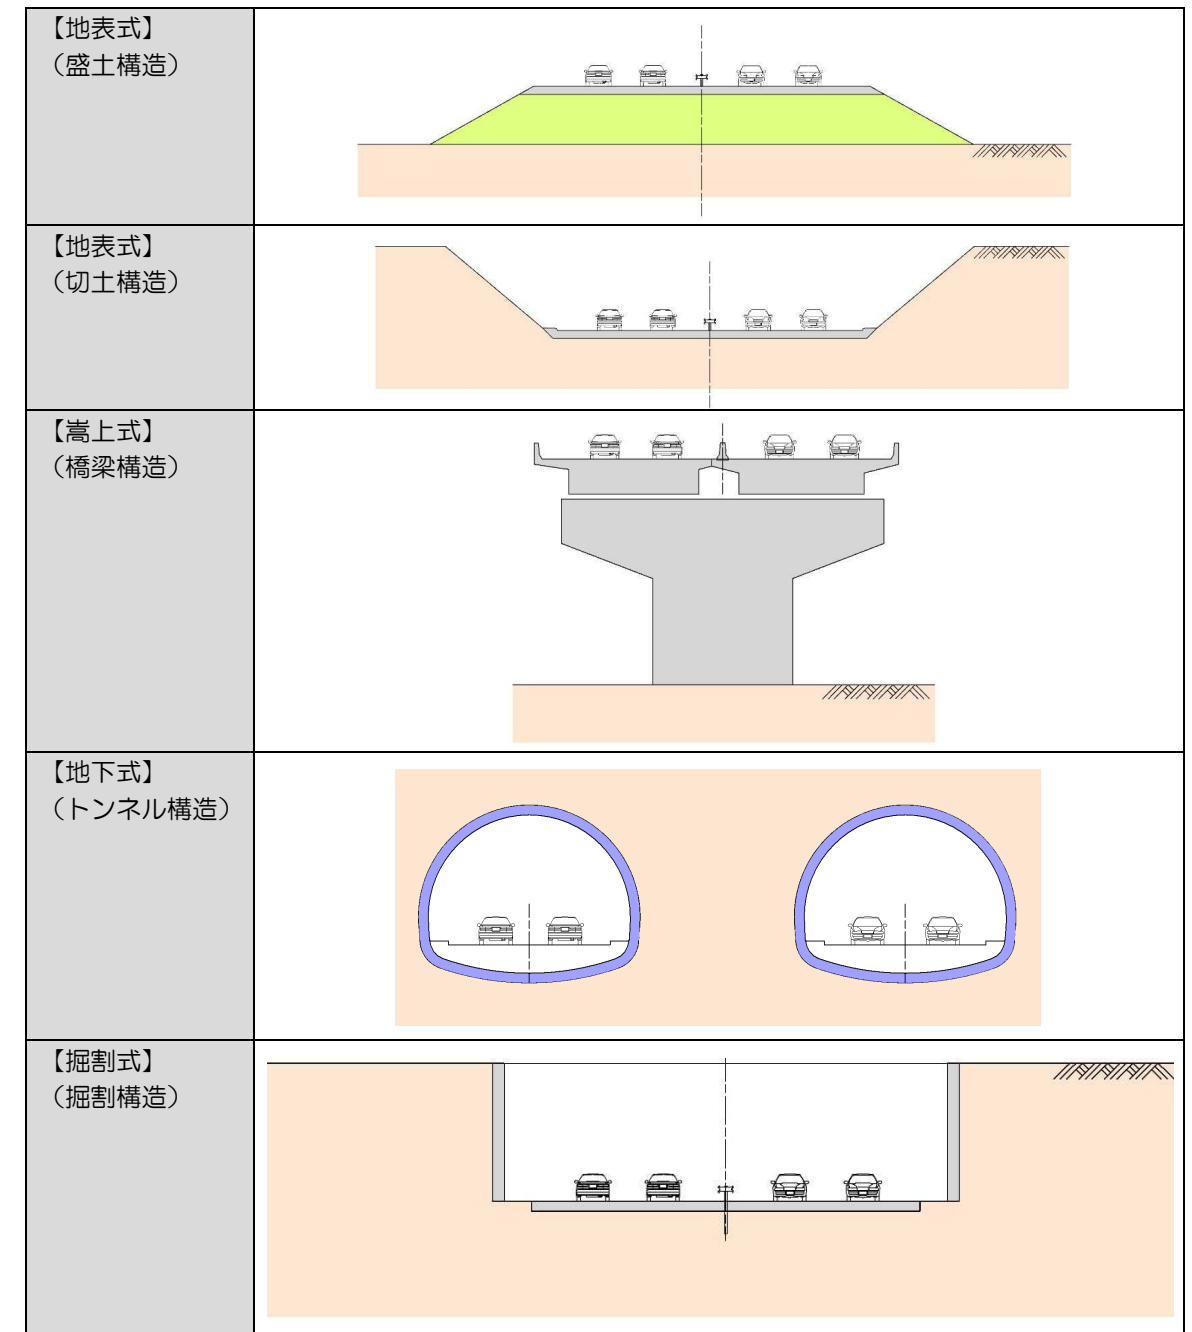 【地表式】
（盛土構造）
【地表式】
（切土構造）
【嵩上式】
（橋梁構造）
【地下式】
（トンネル構造）
【掘割式】
（掘割構造）